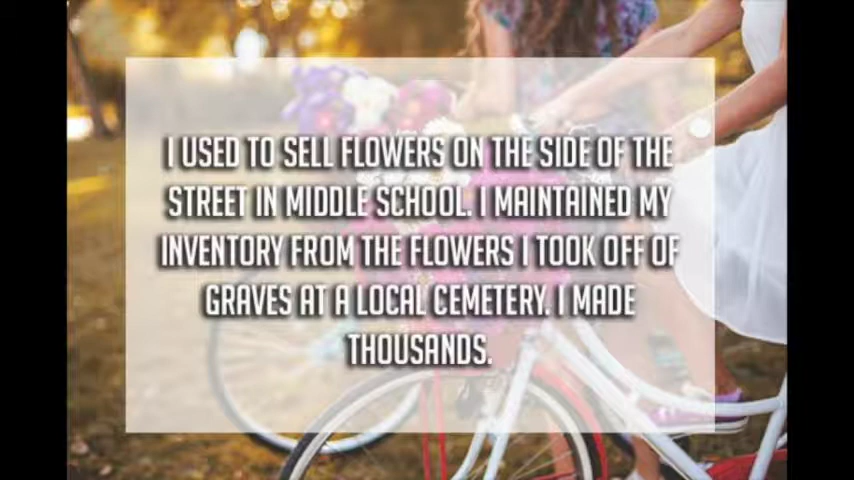 I USED TO SELL FLOWERS ON THE SIDE OF THE
STREET IN MIDDLE SCHOOL. I MAINTAINED MY
INVENTORY FROM THE FLOWERS I TOOK OFF OF
GRAVES AT A LOCAL CEMETERY. I MADE
THOUSANDS.